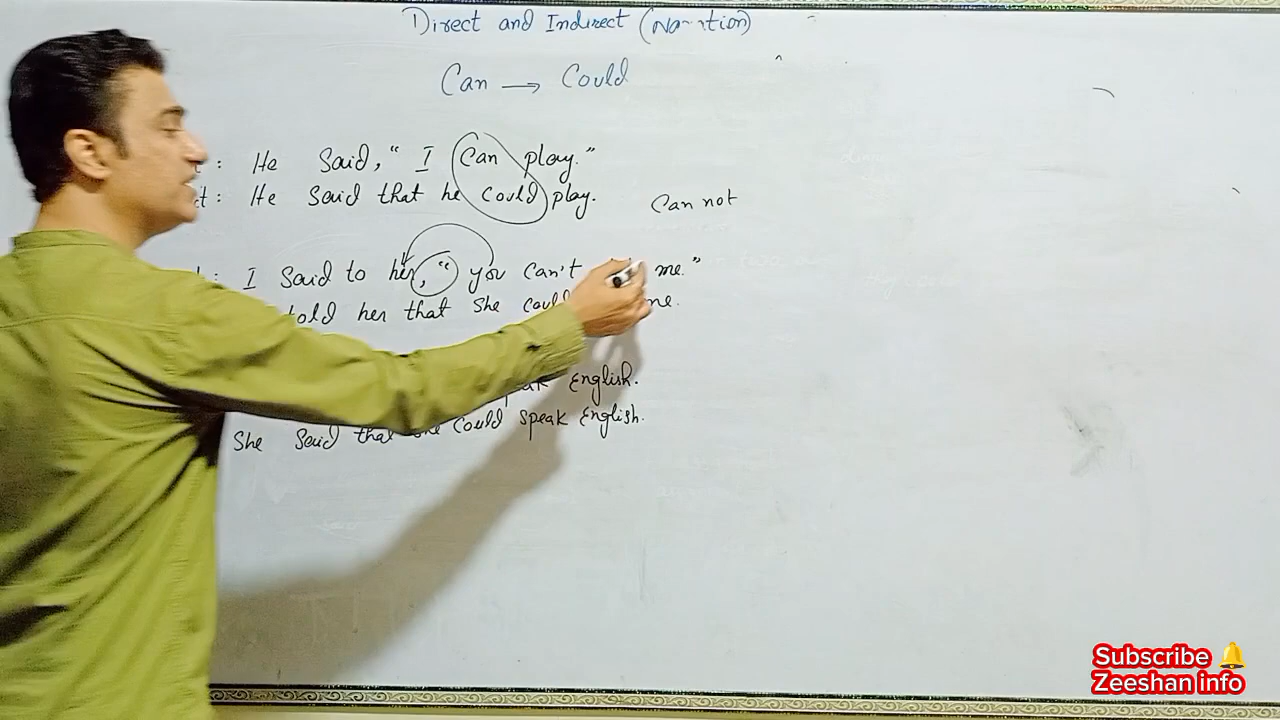 Direct and Indirect (Narration)
Can → Could
: He Said, “ I Can play.”
ct: He Said that he could play.
Can not
: I Said to her, “ you can't me.”
told her that She me.
English.
She Said that she Could speak English.
Subscribe 🔔
Zeeshan info